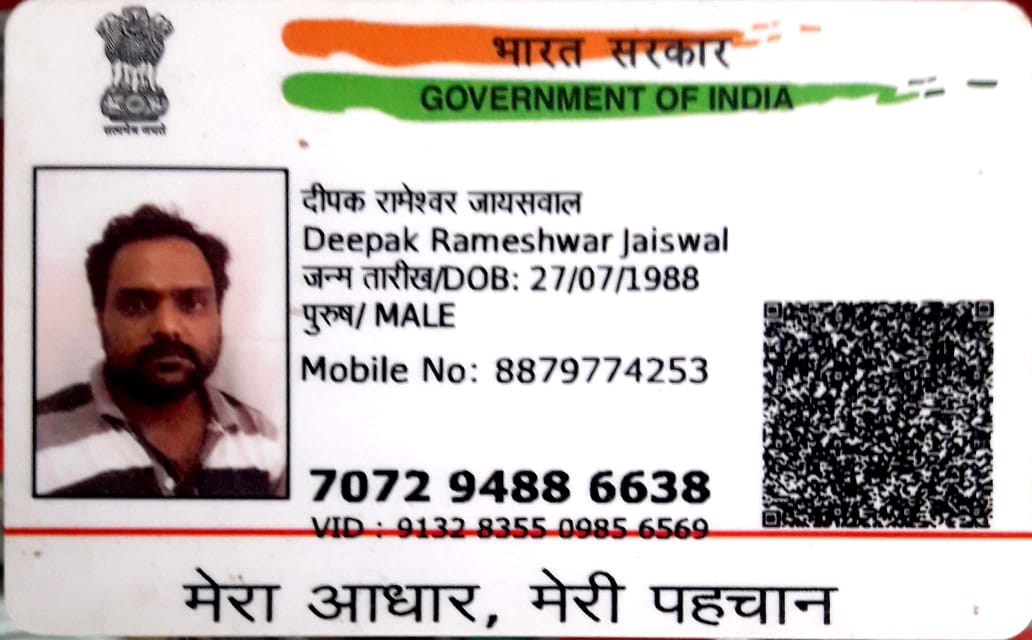 सत्यमेव जयते
भारत सरकार
GOVERNMENT OF INDIA
दीपक रामेश्वर जायसवाल
Deepak Rameshwar Jaiswal
जन्म तारीख/DOB: 27/07/1988
पुरुष/ MALE
Mobile No: 8879774253
7072 9488 6638
VID : 9132 8355 0985 6569
मेरा आधार, मेरी पहचान